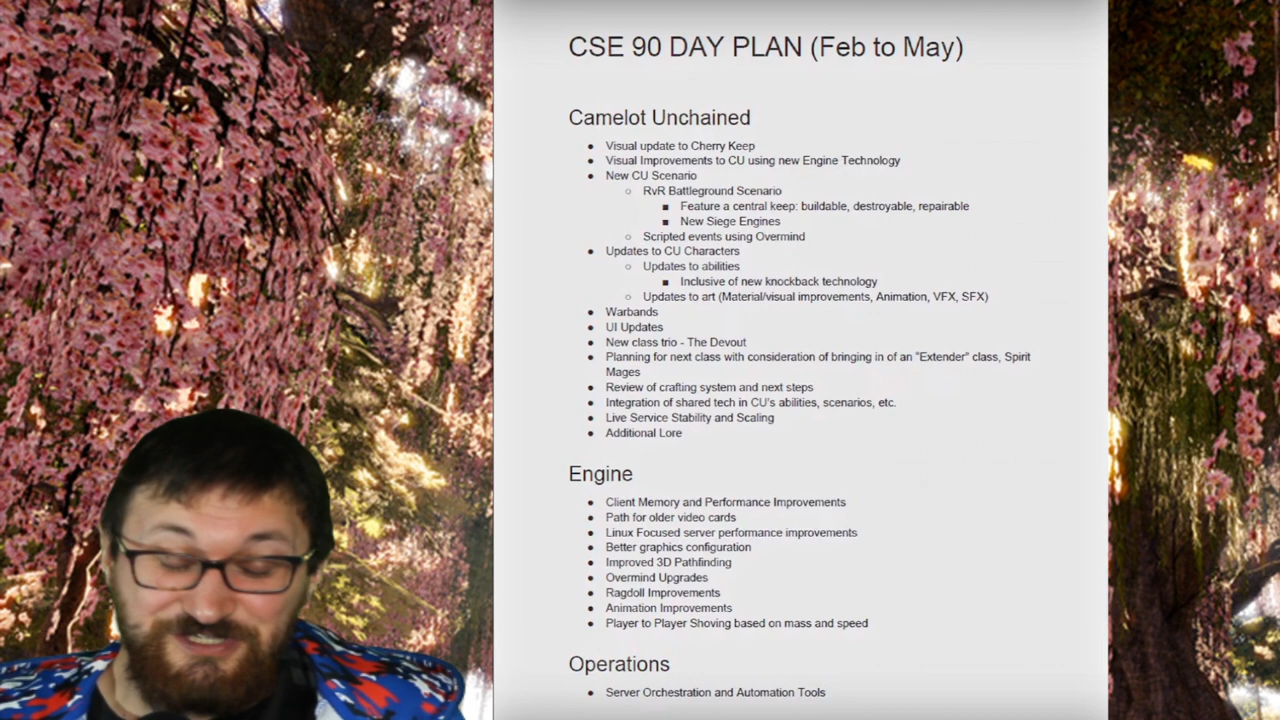 CSE 90 DAY PLAN (Feb to May)
Camelot Unchained
● Visual update to Cherry Keep
● Visual Improvements to CU using new Engine Technology
● New CU Scenario
○ RvR Battleground Scenario
■ Feature a central keep: buildable, destroyable, repairable
■ New Siege Engines
○ Scripted events using Overmind
● Updates to CU Characters
○ Updates to abilities
■ Inclusive of new knockback technology
○ Updates to art (Material/visual improvements, Animation, VFX, SFX)
● Warbands
● UI Updates
● New class trio - The Devout
● Planning for next class with consideration of bringing in of an "Extender" class, Spirit
Mages
● Review of crafting system and next steps
● Integration of shared tech in CU's abilities, scenarios, etc.
● Live Service Stability and Scaling
● Additional Lore
Engine
● Client Memory and Performance Improvements
● Path for older video cards
● Linux Focused server performance improvements
● Better graphics configuration
● Improved 3D Pathfinding
● Overmind Upgrades
● Ragdoll Improvements
● Animation Improvements
● Player to Player Shoving based on mass and speed
Operations
● Server Orchestration and Automation Tools